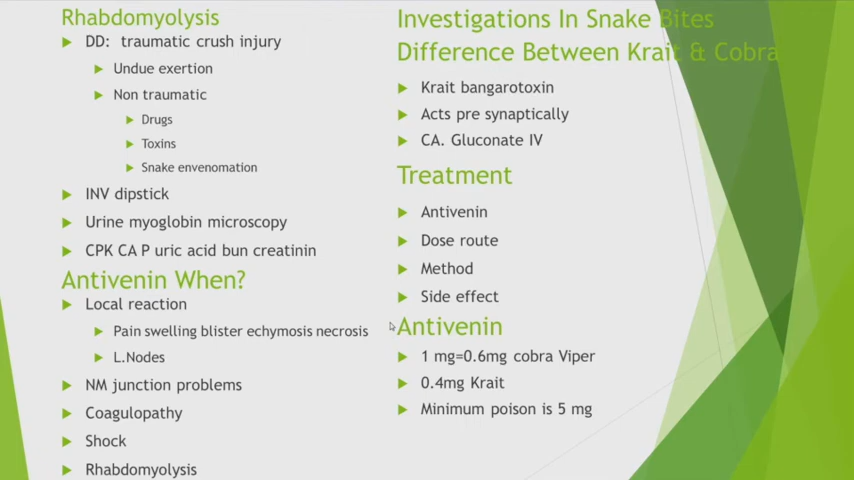 Rhabdomyolysis
DD: traumatic crush injury
Undue exertion
Non traumatic
Drugs
Toxins
Snake envenomation
INV dipstick
Urine myoglobin microscopy
CPK CA P uric acid bun creatinin
Antivenin When?
Local reaction
Pain swelling blister echymosis necrosis
L.Nodes
NM junction problems
Coagulopathy
Shock
Rhabdomyolysis
Investigations In Snake Bites
Difference Between Krait & Cobra
Krait bangarotoxin
Acts pre synaptically
CA. Gluconate IV
Treatment
Antivenin
Dose route
Method
Side effect
Antivenin
1 mg=0.6mg cobra Viper
0.4mg Krait
Minimum poison is 5 mg